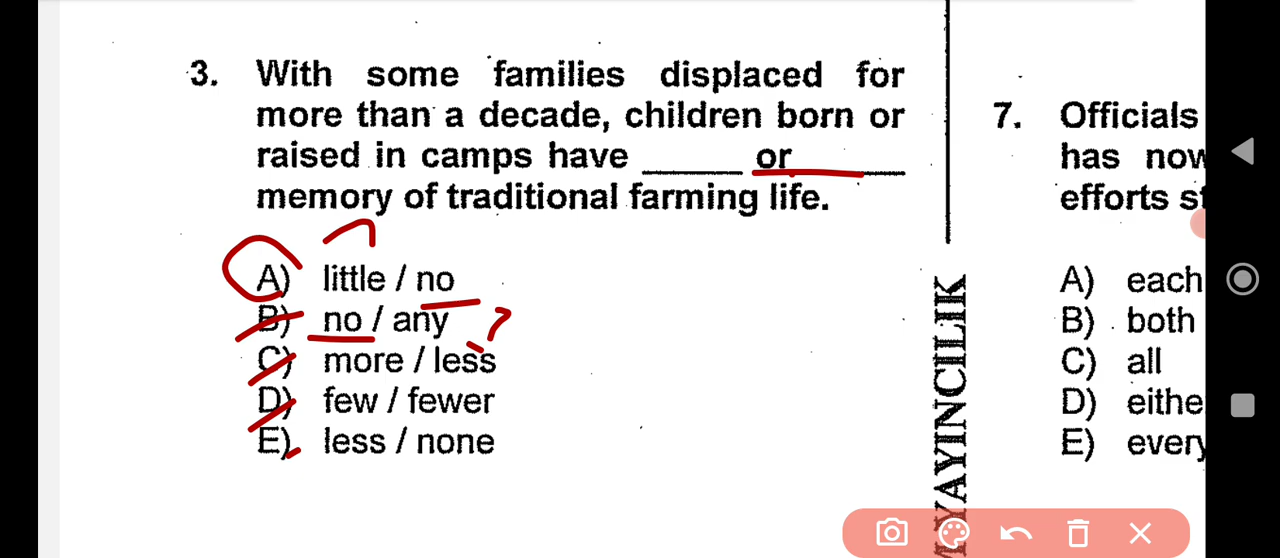 3. With some families displaced for
more than a decade, children born or
raised in camps have ______ or ______
memory of traditional farming life.
A) little / no
B) no / any ?
C) more / less
D) few / fewer
E) less / none
YAYINCILIK
7. Officials
has now
efforts
A) each
B) both
C) all
D) eithe
E) every